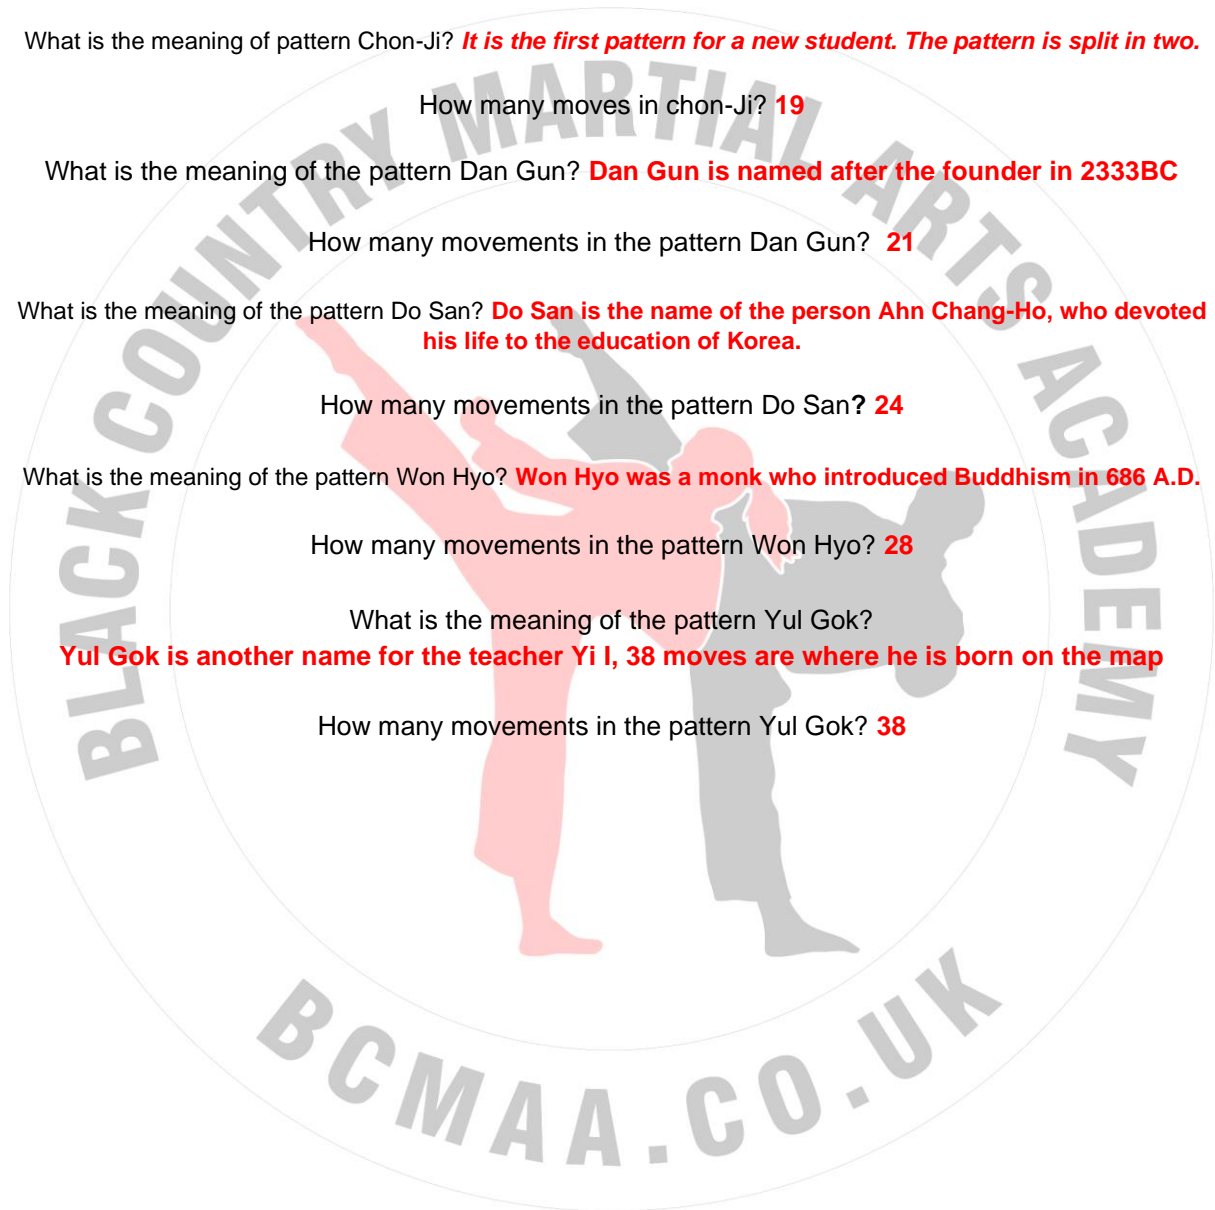 What is the meaning of pattern Chon-Ji? It is the first pattern for a new student. The pattern is split in two.
How many moves in chon-Ji? 19
What is the meaning of the pattern Dan Gun? Dan Gun is named after the founder in 2333BC
How many movements in the pattern Dan Gun? 21
What is the meaning of the pattern Do San? Do San is the name of the person Ahn Chang-Ho, who devoted
his life to the education of Korea.
How many movements in the pattern Do San? 24
What is the meaning of the pattern Won Hyo? Won Hyo was a monk who introduced Buddhism in 686 A.D.
How many movements in the pattern Won Hyo? 28
What is the meaning of the pattern Yul Gok?
Yul Gok is another name for the teacher Yi I, 38 moves are where he is born on the map
How many movements in the pattern Yul Gok? 38
BLACK COUNTRY MARTIAL ARTS ACADEMY
BCMAA.CO.UK